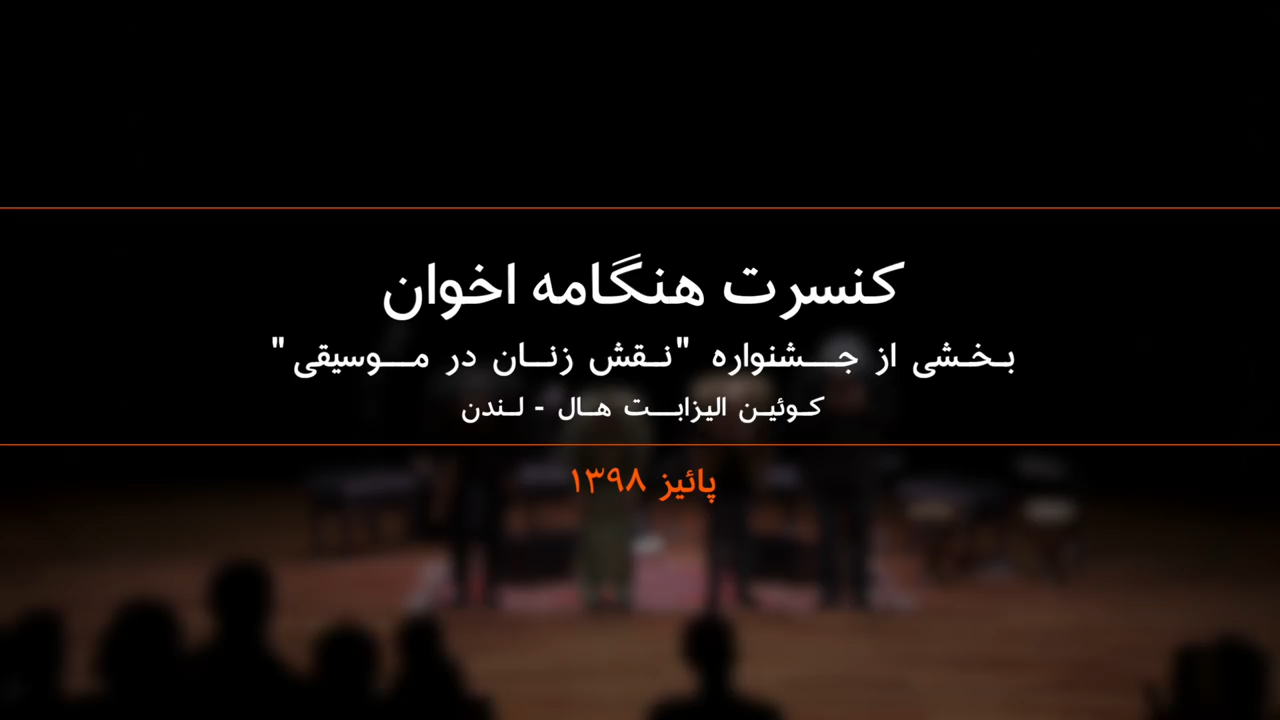 کنسرت هنگامه اخوان
بخشی از جشنواره "نقش زنان در موسیقی"
کوئین الیزابت هال - لندن
پائیز ۱۳۹۸